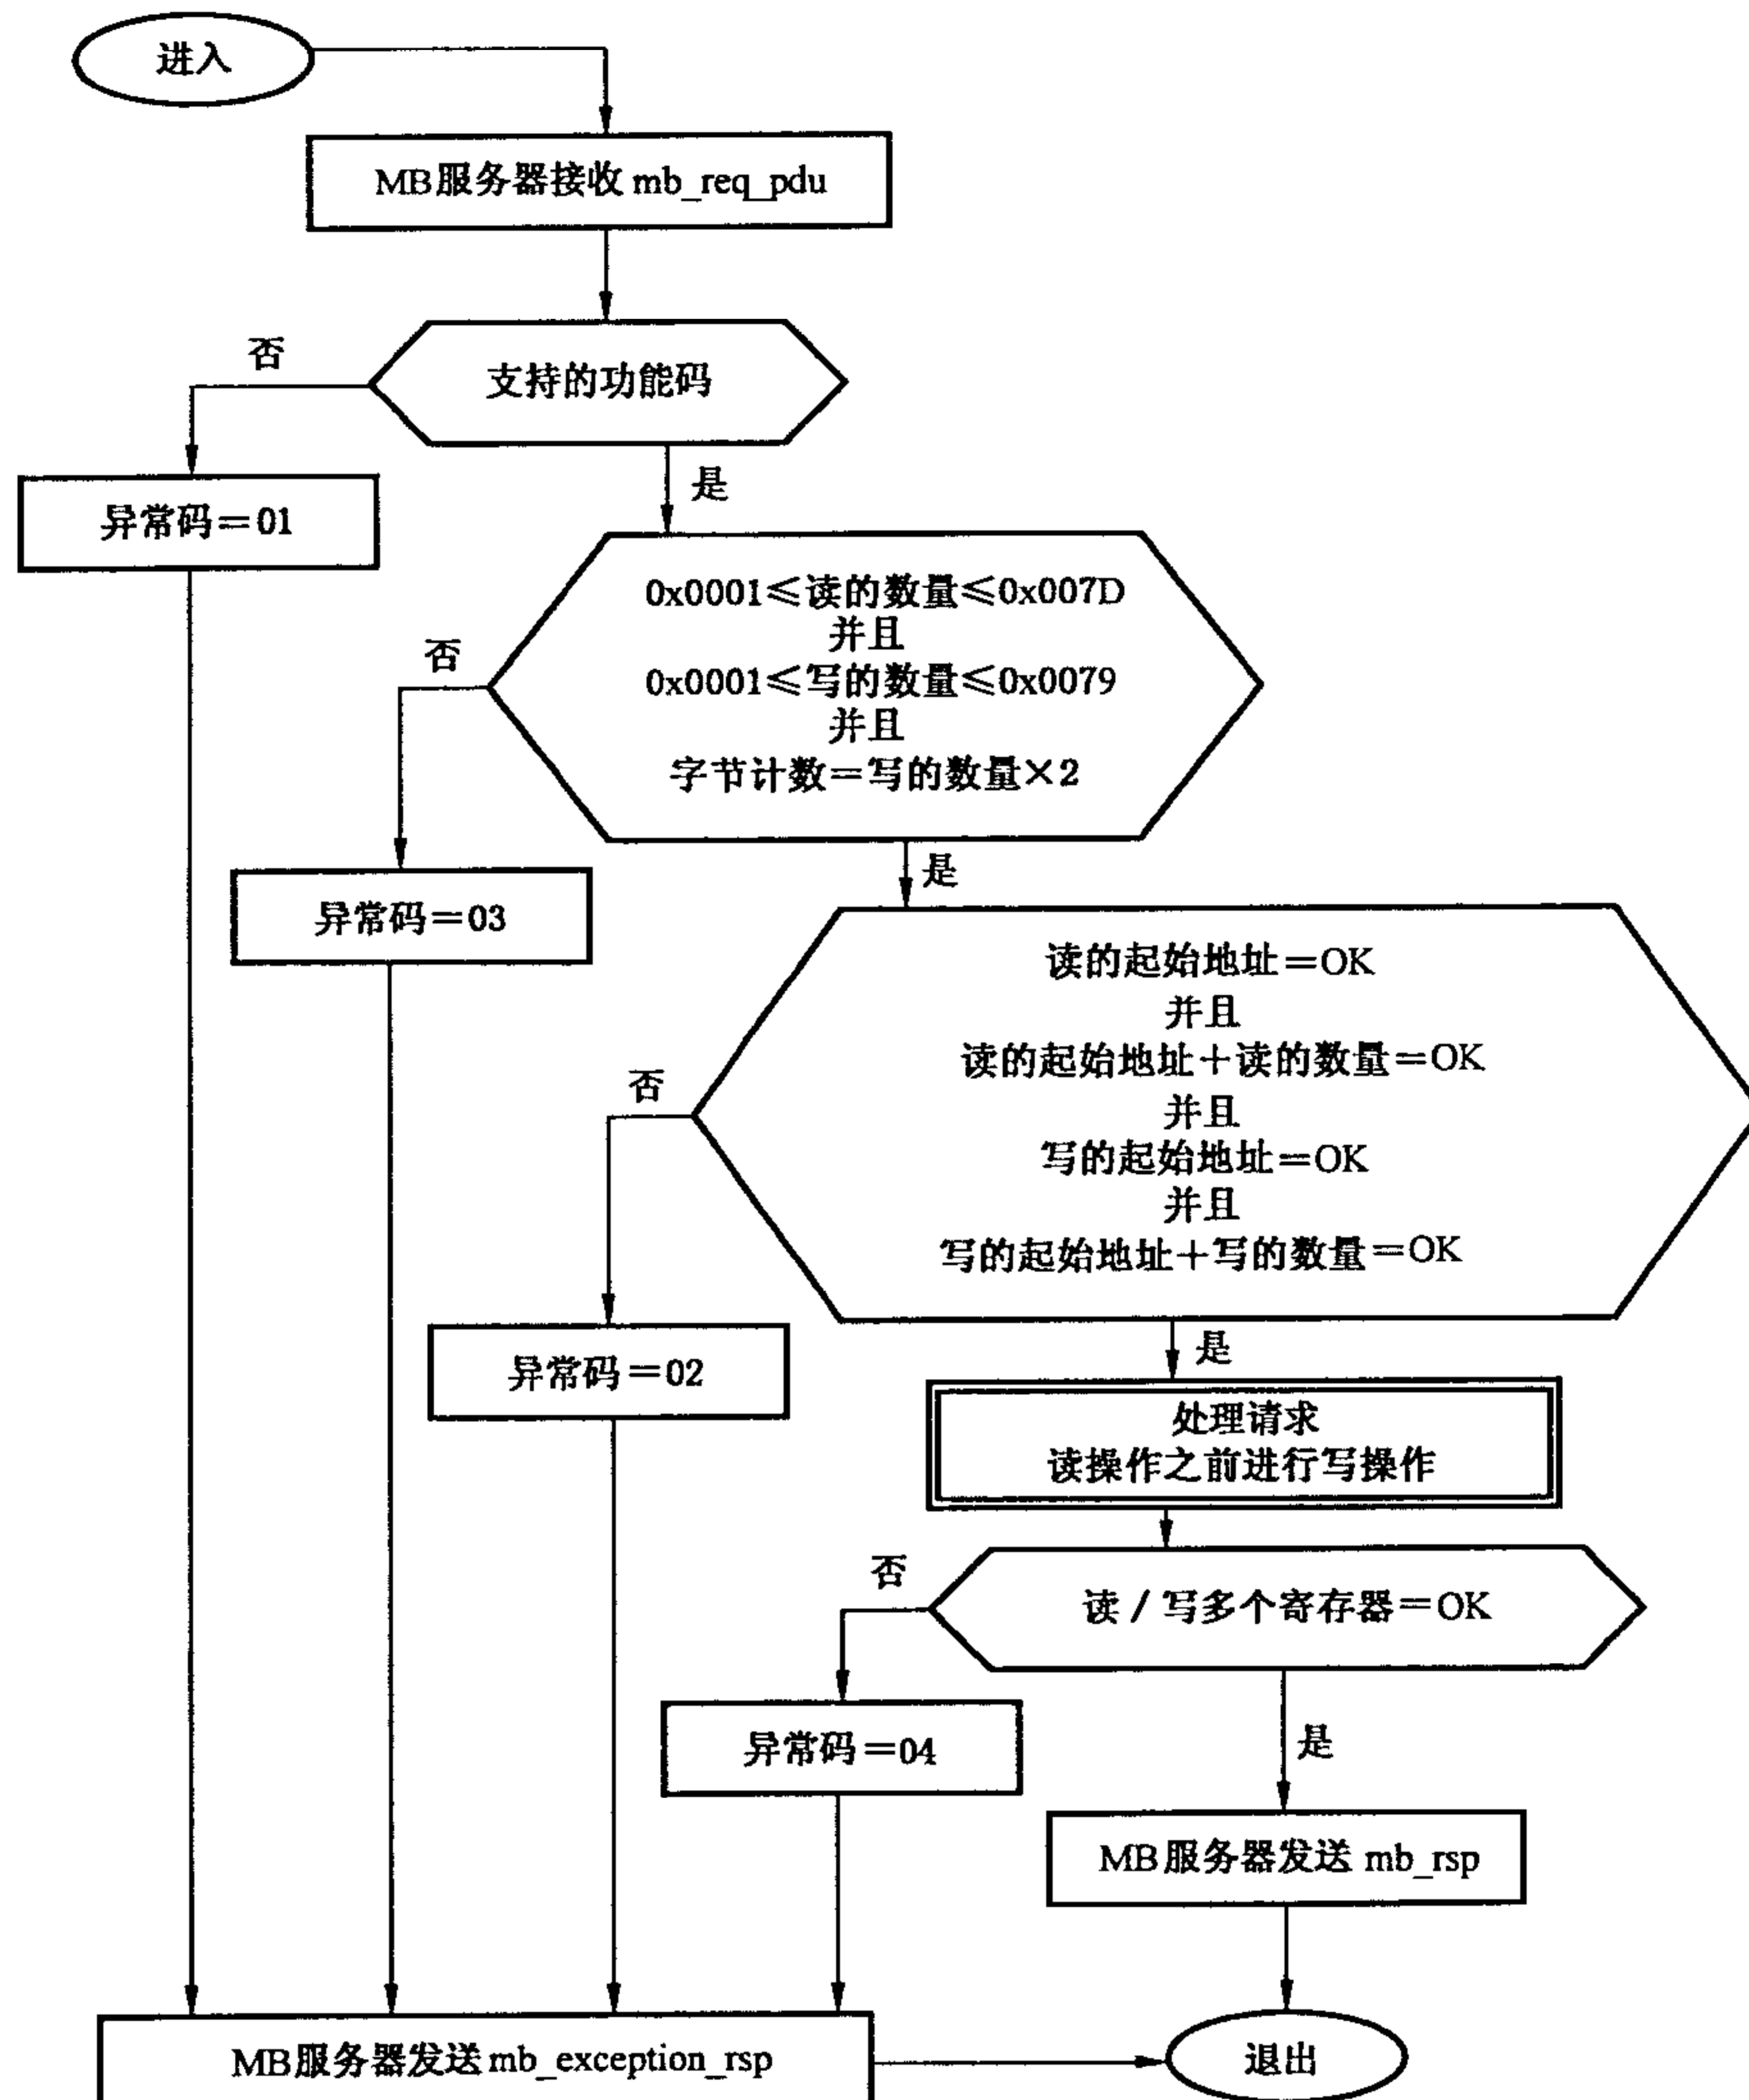 进入
MB服务器接收 mb_req_pdu
否
支持的功能码
是
异常码=01
0x0001≤读的数量≤0x007D
并且
0x0001≤写的数量≤0x0079
并且
字节计数=写的数量×2
否
是
异常码=03
读的起始地址=OK
并且
读的起始地址+读的数量=OK
并且
写的起始地址=OK
并且
写的起始地址+写的数量=OK
否
是
异常码=02
处理请求
读操作之前进行写操作
否
读/写多个寄存器=OK
异常码=04
是
MB服务器发送 mb_rsp
MB服务器发送 mb_exception_rsp
退出